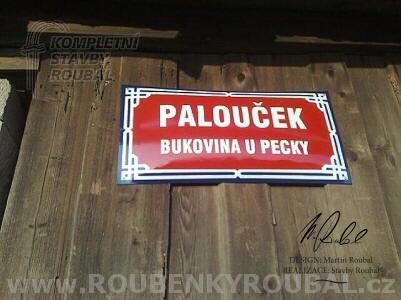 KOMPLETNÍ
STAVBY
ROUBAL
PALOUČEK
BUKOVINA U PECKY
DESIGN: Martin Roubal
REALIZACE: Stavby Roubal
www.ROUBENKYROUBAL.cz